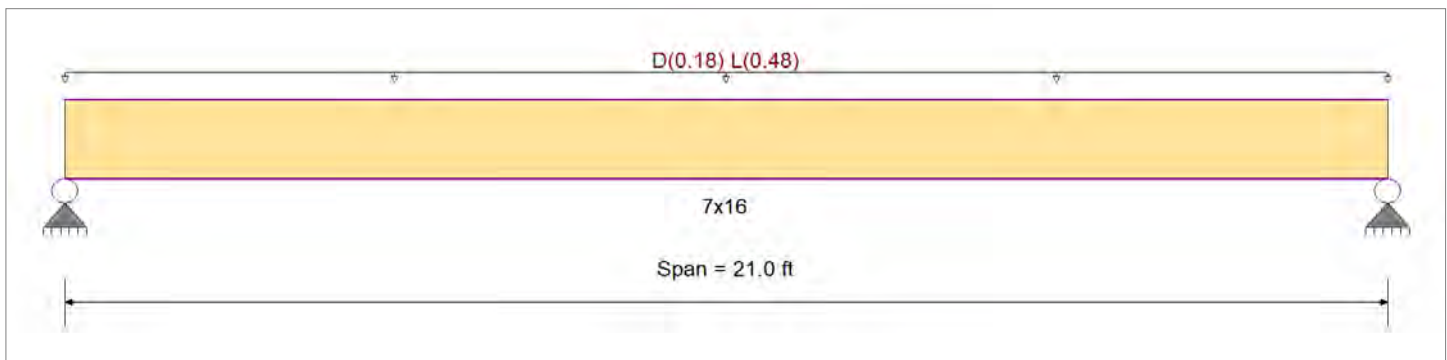 D(0.18) L(0.48)
7x16
Span = 21.0 ft